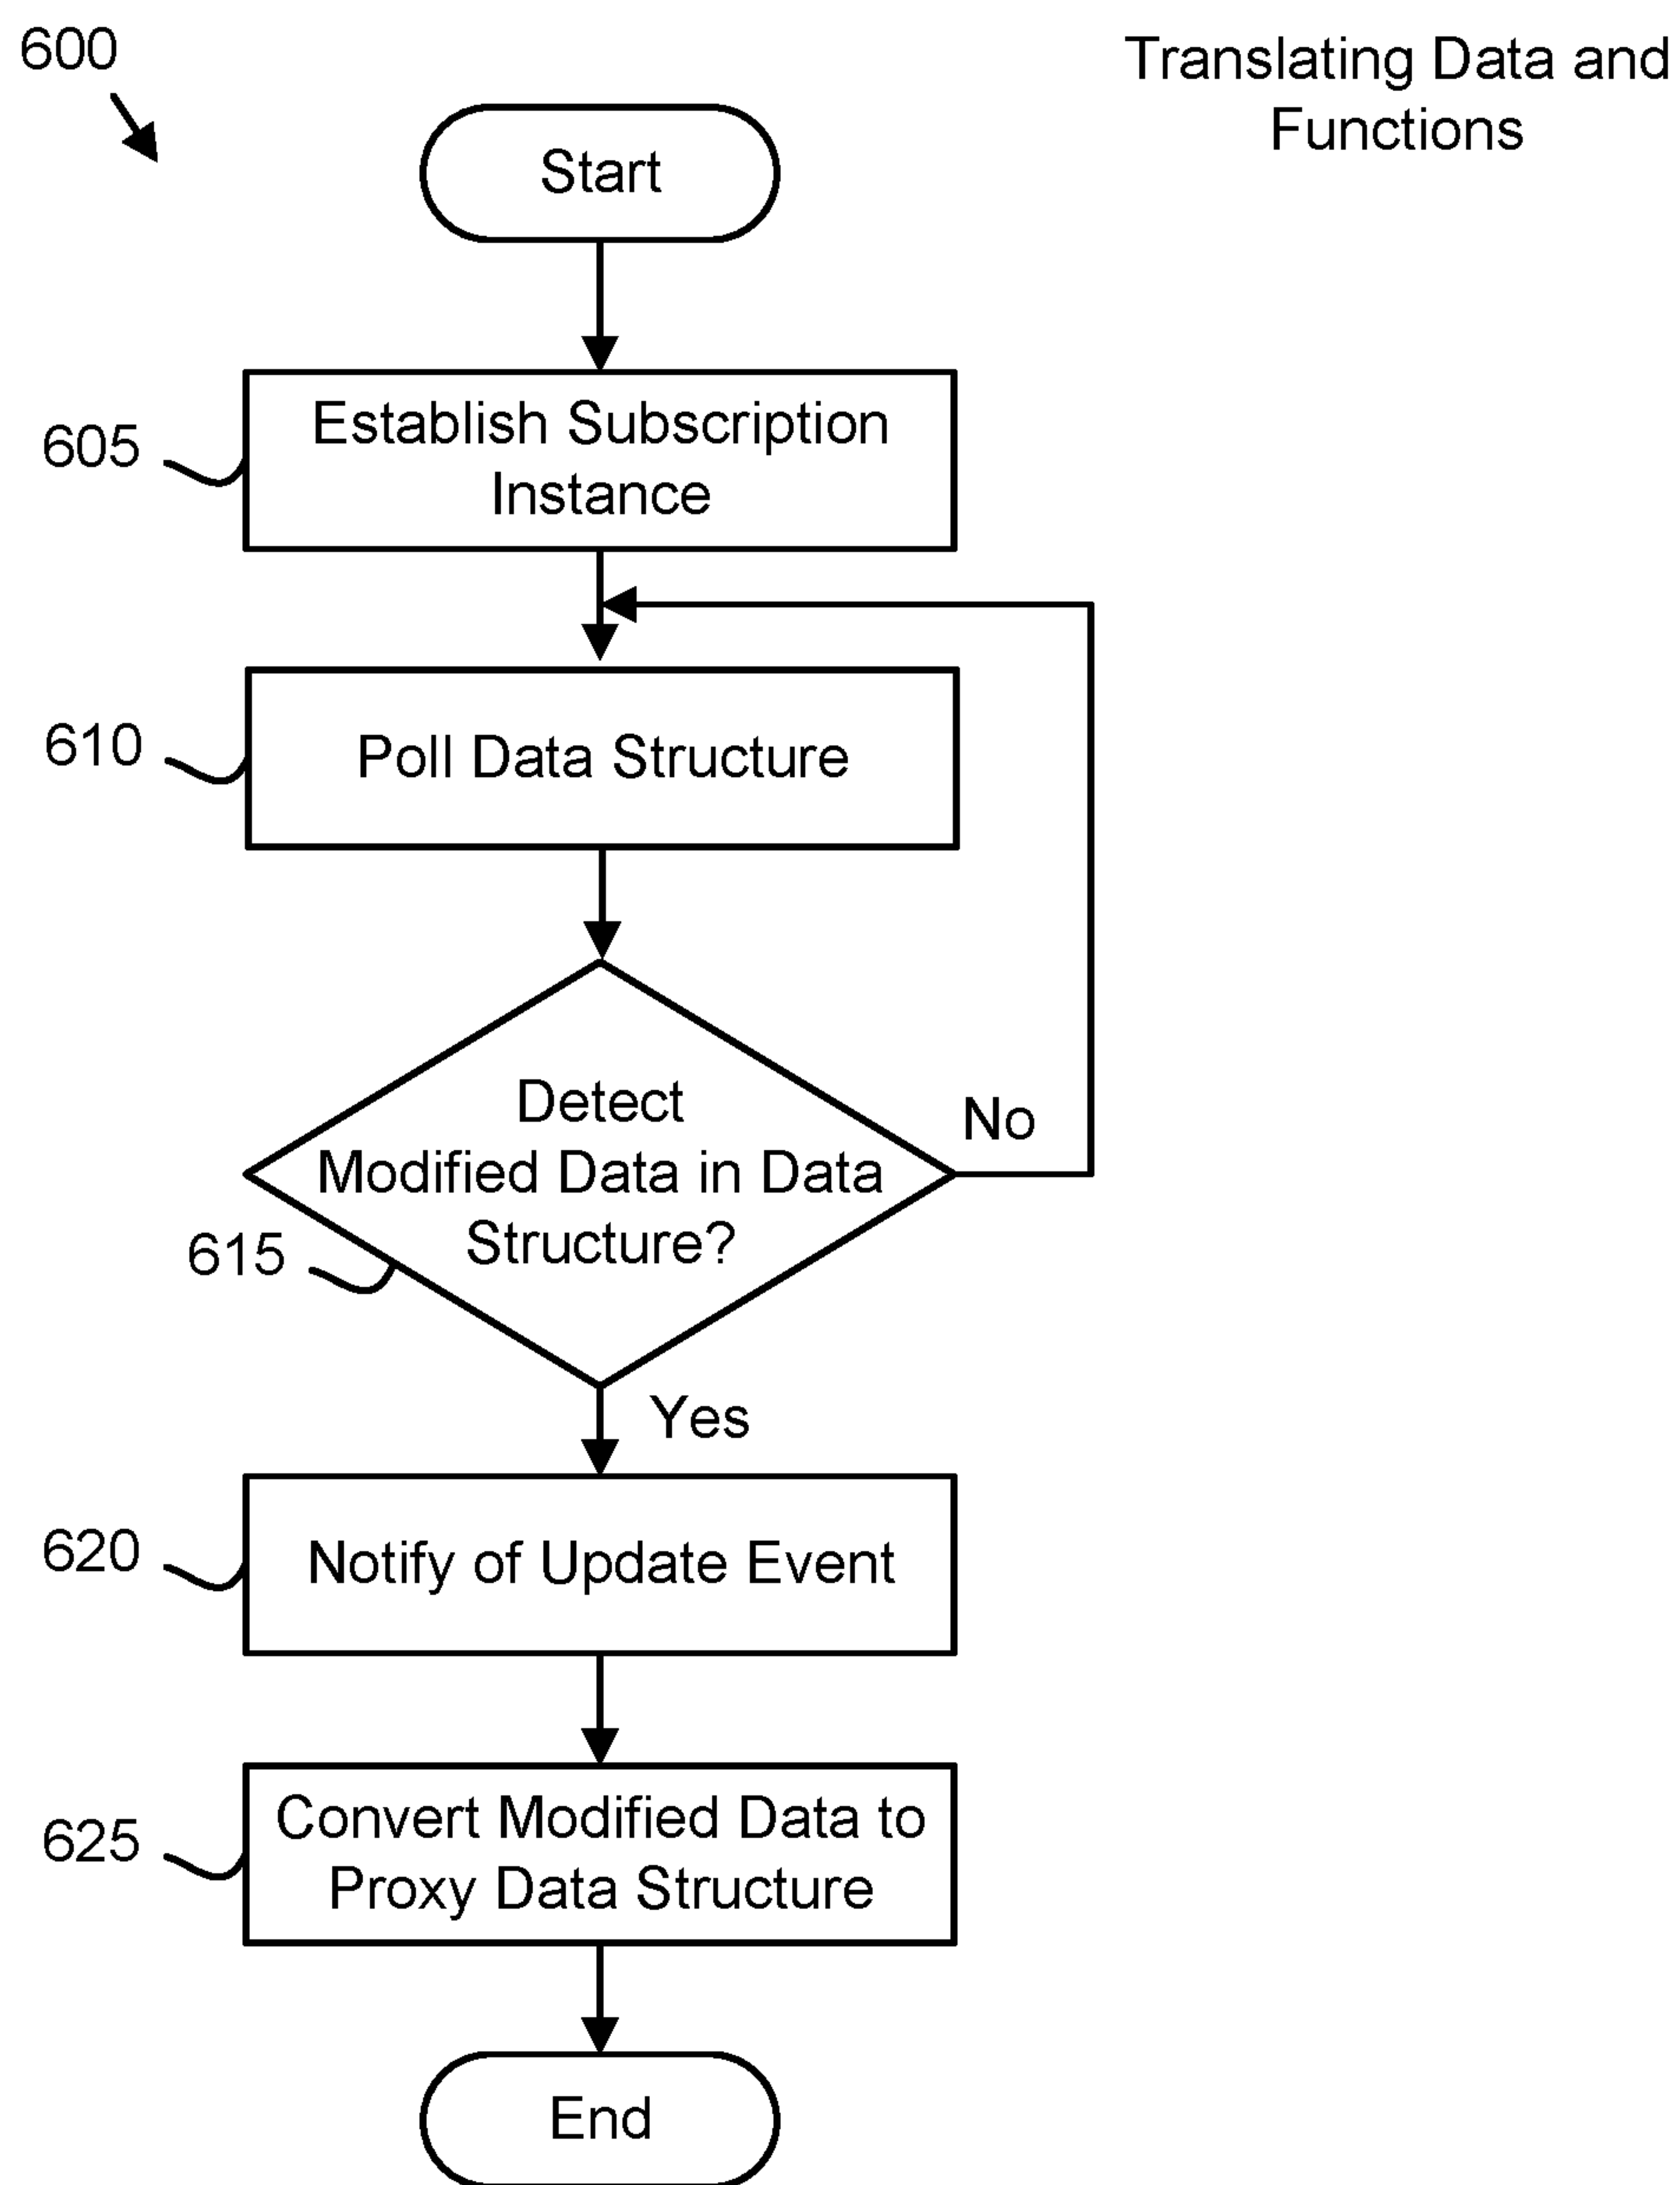 600
Translating Data and
Functions
Start
605
Establish Subscription
Instance
610
Poll Data Structure
Detect
Modified Data in Data
Structure?
No
615
Yes
620
Notify of Update Event
625
Convert Modified Data to
Proxy Data Structure
End